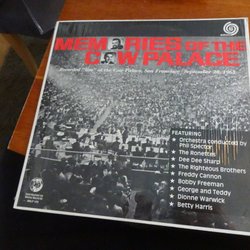 MEMORIES OF THE
COW PALACE
Recorded "live" at the Cow Palace, San Francisco/September 28, 1963
FEATURING
Orchestra conducted by
Phil Spector
The Ronettes
Dee Dee Sharp
The Righteous Brothers
Freddy Cannon
Bobby Freeman
George and Teddy
Dionne Warwick
Betty Harris